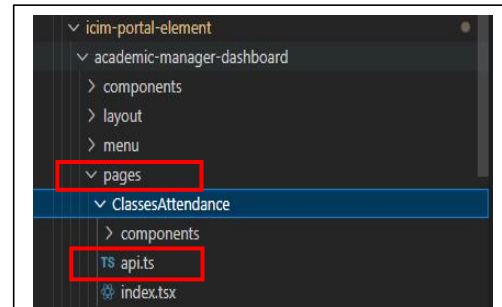 icim-portal-element
academic-manager-dashboard
components
layout
menu
pages
ClassesAttendance
components
TS api.ts
index.tsx